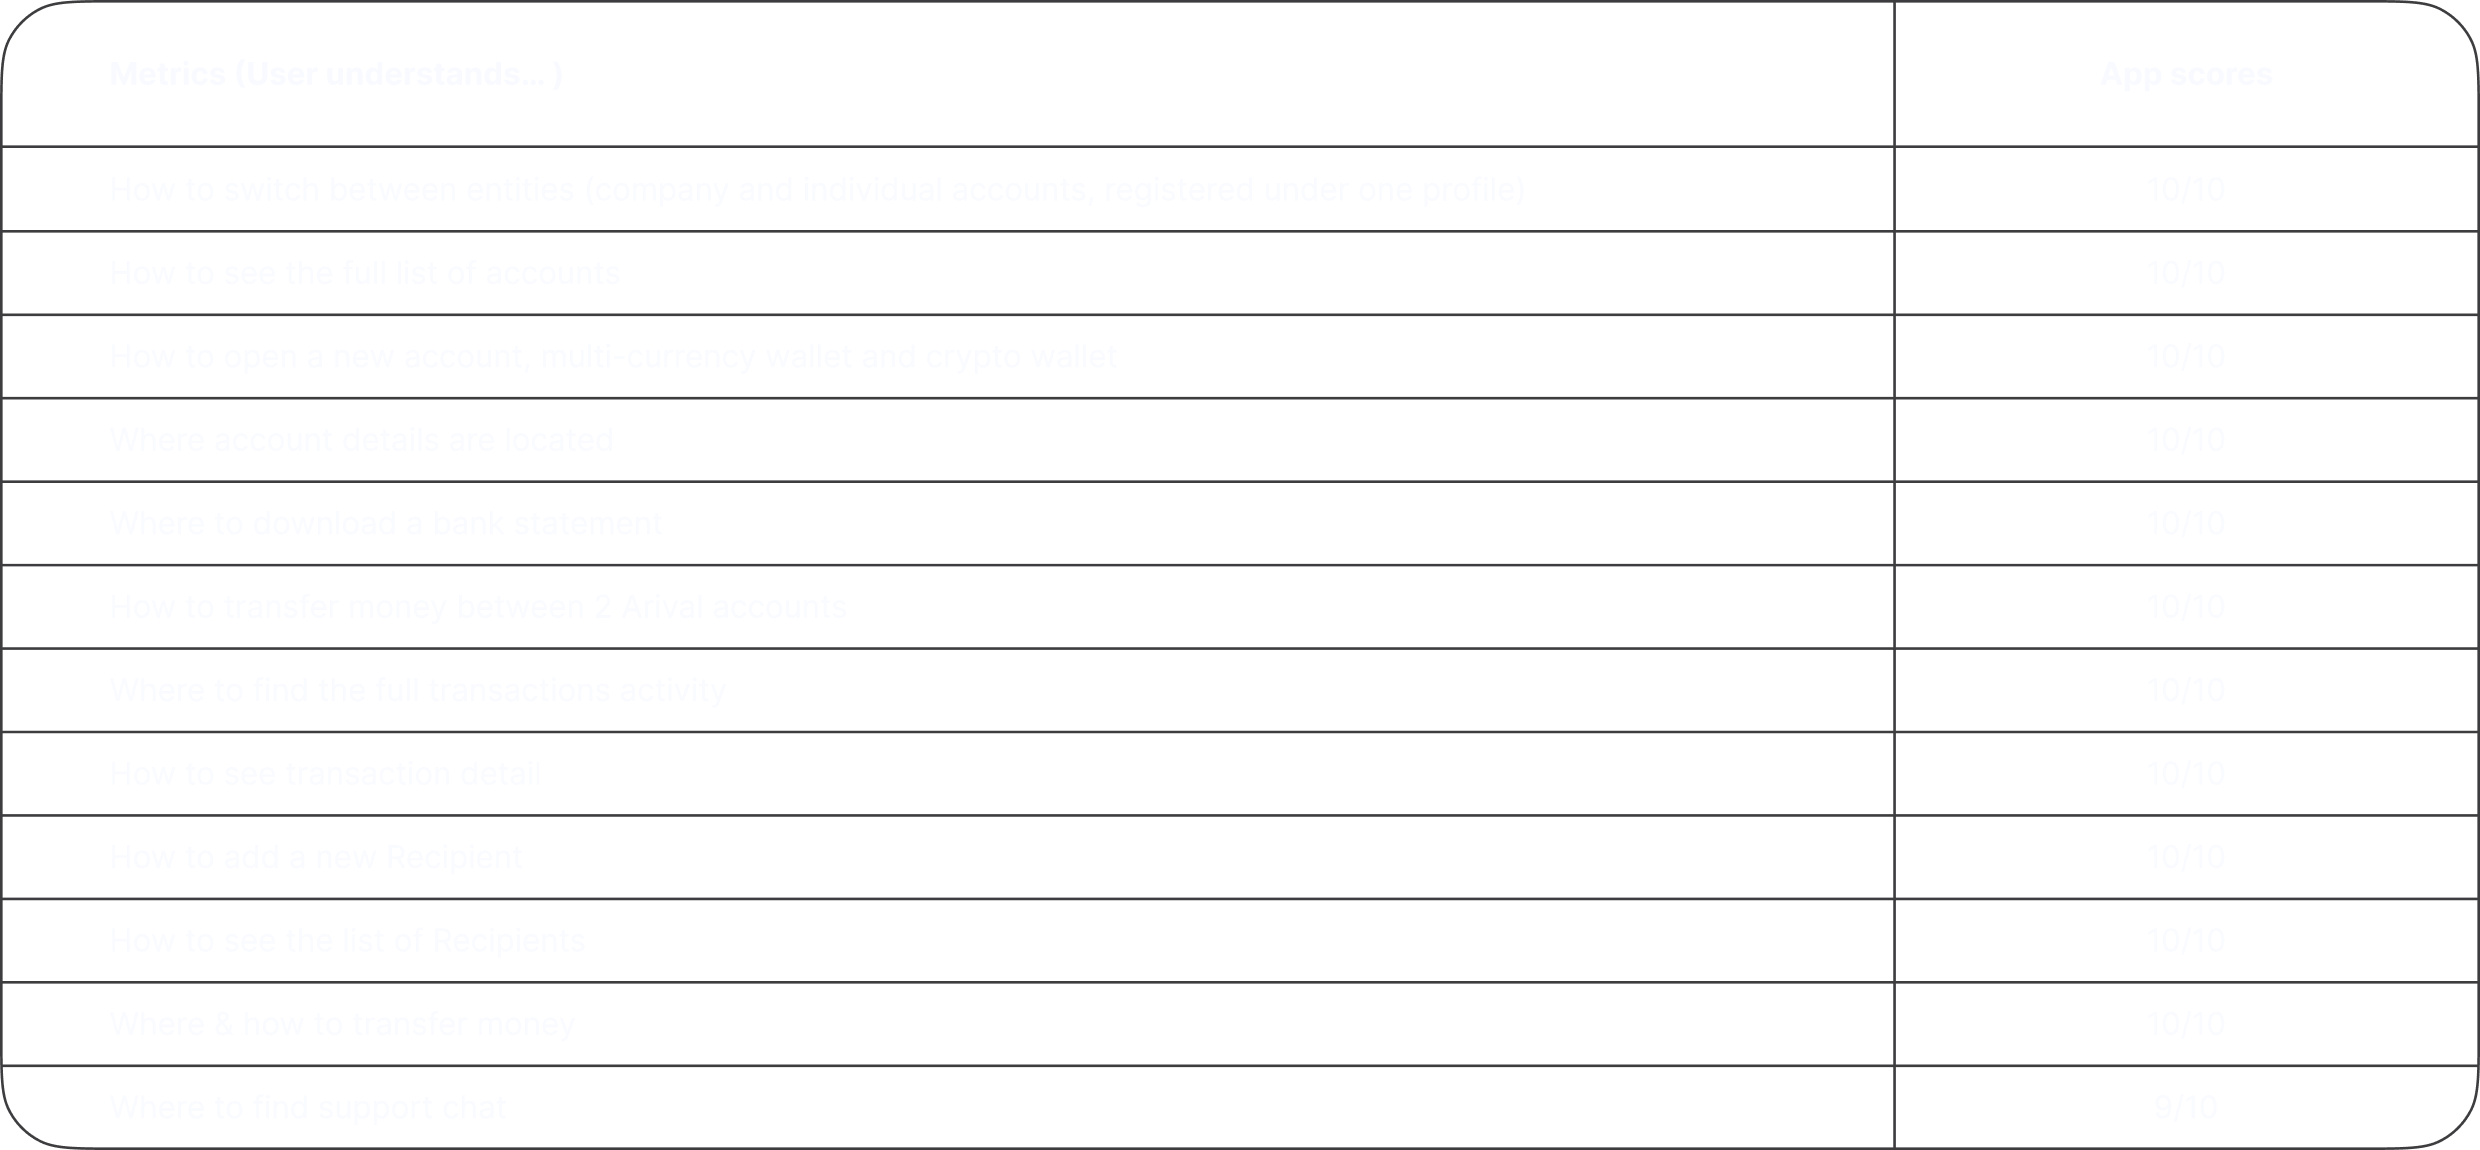 Metrics (User understands... )
App scores
How to switch between entities (company and individual accounts, registered under one profile)
10/10
How to see the full list of accounts
10/10
How to open a new account, multi-currency wallet and crypto wallet
10/10
Where account details are located
10/10
Where to download a bank statement
10/10
How to transfer money between 2 Arival accounts
10/10
Where to find the full transactions activity
10/10
How to see transaction detail
10/10
How to add a new Recipient
10/10
How to see the list of Recipients
10/10
Where & how to transfer money
10/10
Where to find support chat
9/10